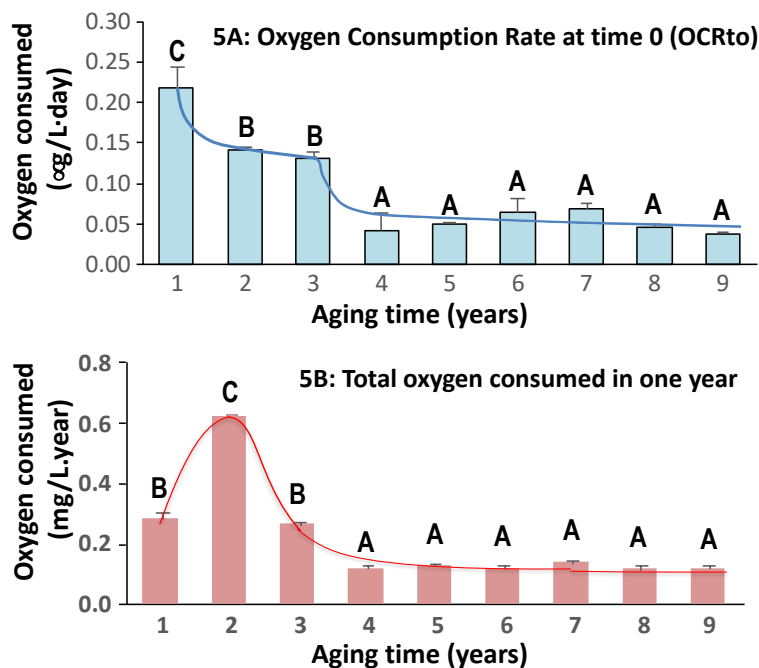 5A: Oxygen Consumption Rate at time 0 (OCRto)
Oxygen consumed
(αg/L·day)
0.30
0.25
0.20
0.15
0.10
0.05
0.00
C
B
B
A
A
A
A
A
A
1 2 3 4 5 6 7 8 9
Aging time (years)
5B: Total oxygen consumed in one year
Oxygen consumed
(mg/L.year)
0.8
0.6
0.4
0.2
0.0
B
C
B
A
A
A
A
A
A
1 2 3 4 5 6 7 8 9
Aging time (years)